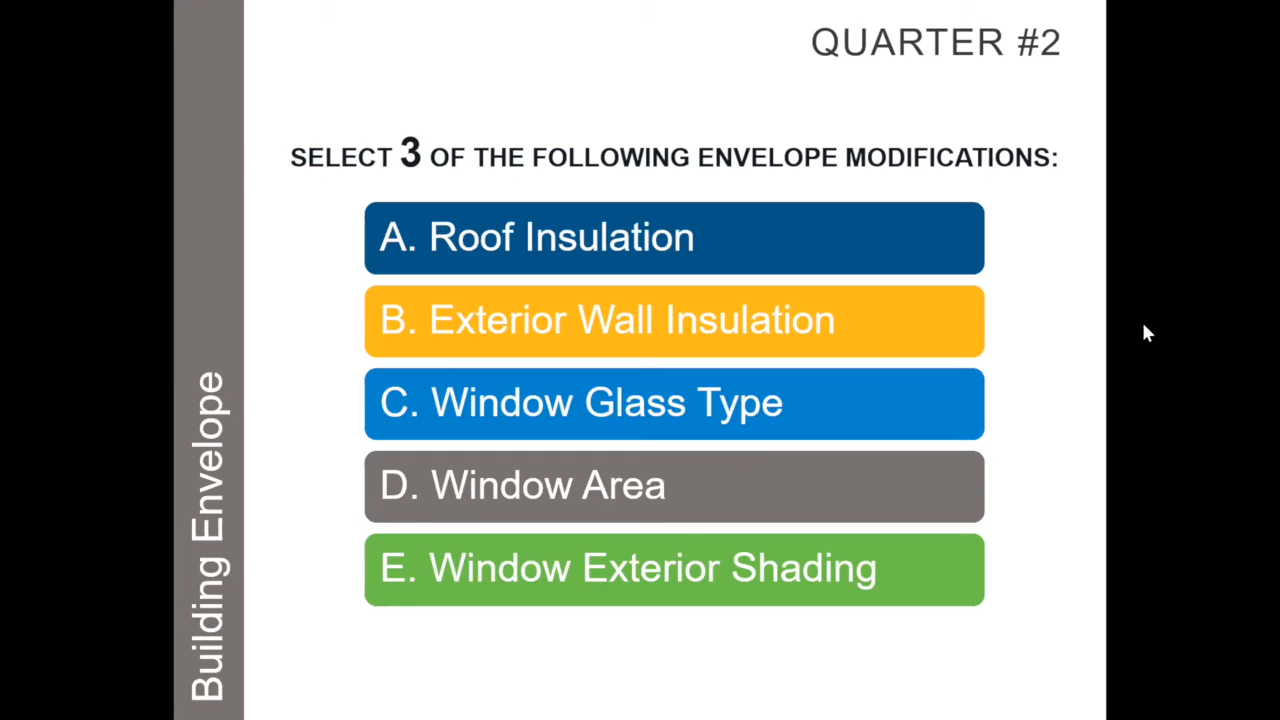 QUARTER #2
SELECT 3 OF THE FOLLOWING ENVELOPE MODIFICATIONS:
A. Roof Insulation
B. Exterior Wall Insulation
C. Window Glass Type
D. Window Area
E. Window Exterior Shading
Building Envelope